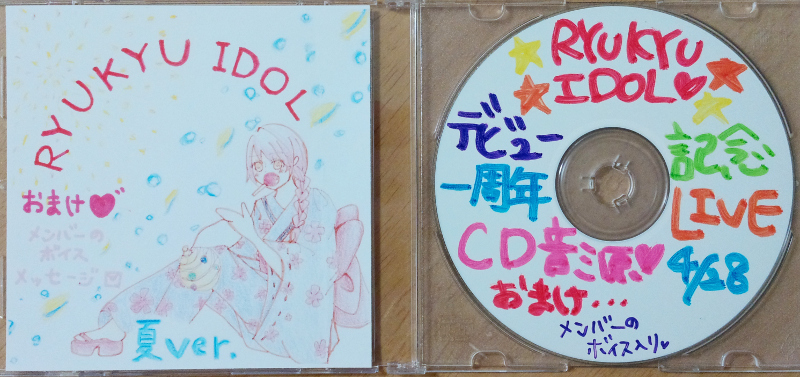 RYUKYU IDOL
おまけ♥
メンバーの
ボイス
メッセージ
夏ver.
RYUKYU
IDOL♡
デビュー
一周年
記念
LIVE
4/28
CD音源♥
おまけ...
メンバーの
ボイス入り♥